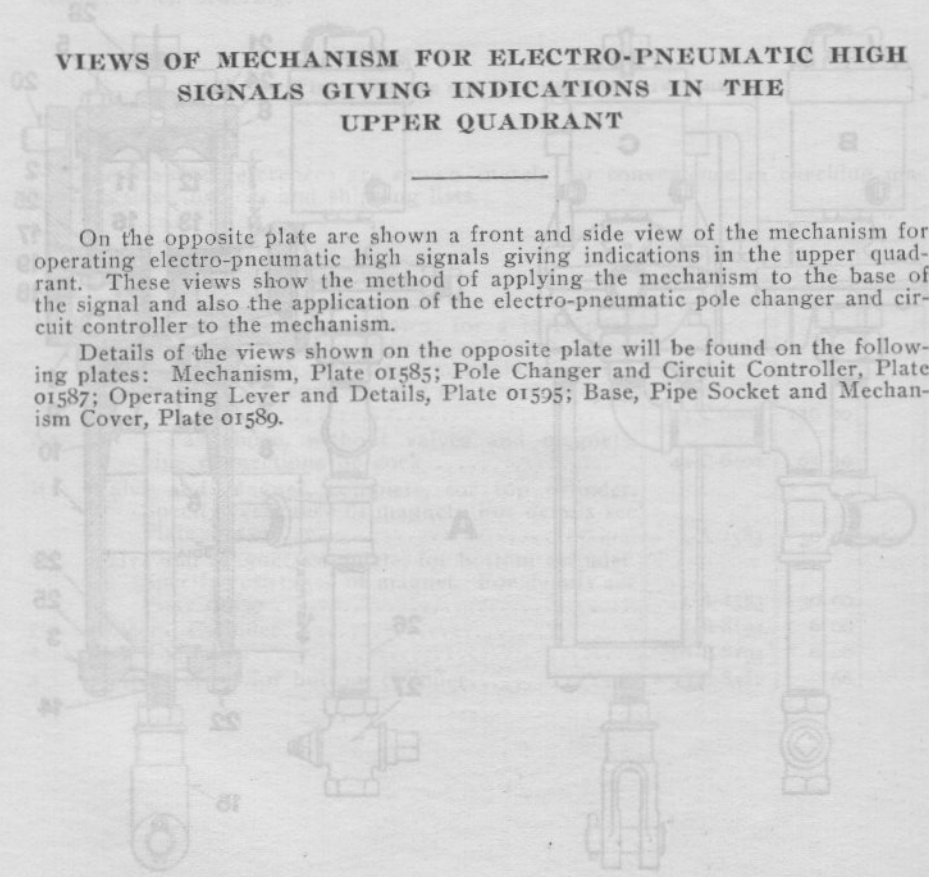 VIEWS OF MECHANISM FOR ELECTRO-PNEUMATIC HIGH
SIGNALS GIVING INDICATIONS IN THE
UPPER QUADRANT
On the opposite plate are shown a front and side view of the mechanism for
operating electro-pneumatic high signals giving indications in the upper quad-
rant. These views show the method of applying the mechanism to the base of
the signal and also the application of the electro-pneumatic pole changer and cir-
cuit controller to the mechanism.
Details of the views shown on the opposite plate will be found on the follow-
ing plates: Mechanism, Plate 01585; Pole Changer and Circuit Controller, Plate
01587; Operating Lever and Details, Plate 01595; Base, Pipe Socket and Mechan-
ism Cover, Plate 01589.